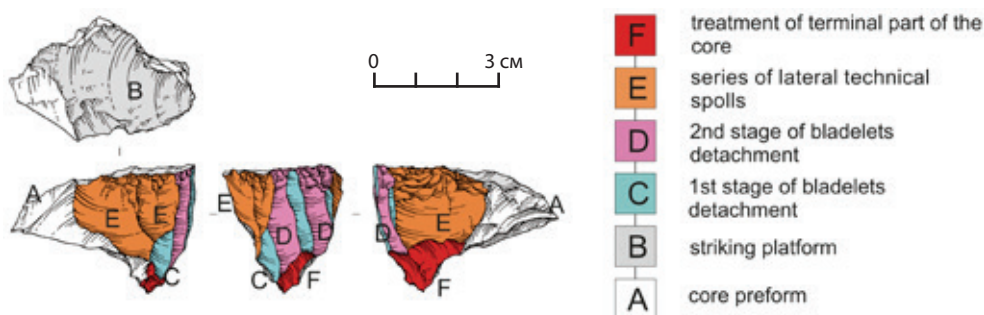 B
0 3 см
A E E C
E D D C F
D E A F
F treatment of terminal part of the
core
E series of lateral technical
spolls
D 2nd stage of bladelets
detachment
C 1st stage of bladelets
detachment
B striking platform
A core preform